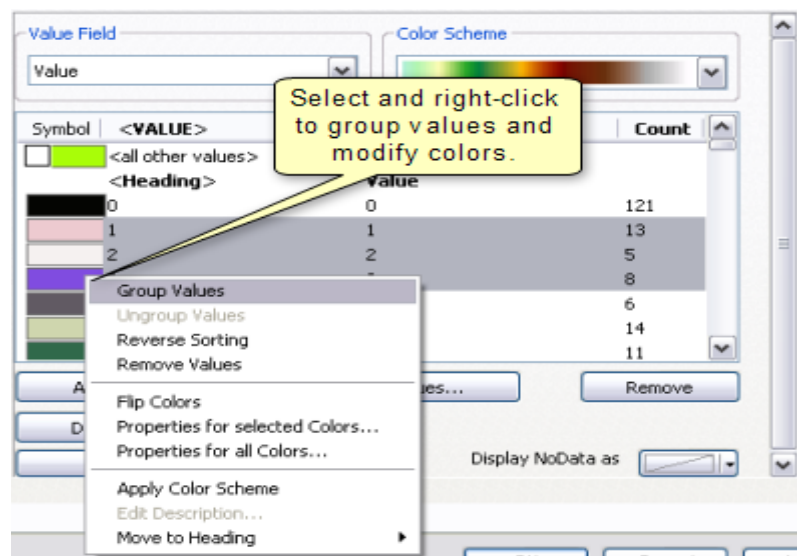 Value Field
Color Scheme
Value
Select and right-click
to group values and
modify colors.
Symbol <VALUE> Count
<all other values>
<Heading> Value
0 0 121
1 1 13
2 2 5
8
Group Values
6
Ungroup Values
14
Reverse Sorting
11
Remove Values
Remove
Flip Colors
Properties for selected Colors...
Properties for all Colors...
Display NoData as
Apply Color Scheme
Edit Description...
Move to Heading